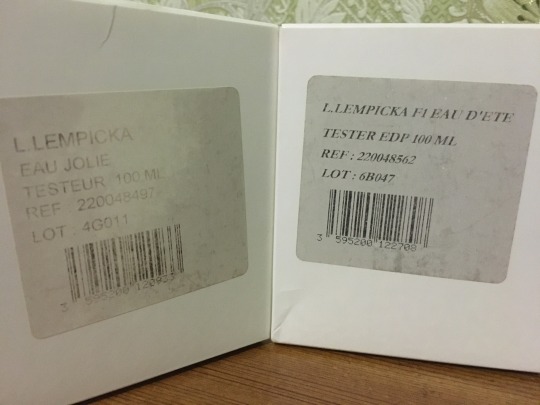 L.LEMPICKA
EAU JOLIE
TESTEUR 100 ML
REF : 220048497
LOT : 4G011
L.LEMPICKA F1 EAU D'ETE
TESTER EDP 100 ML
REF : 220048562
LOT : 6B047
3 595200 122708